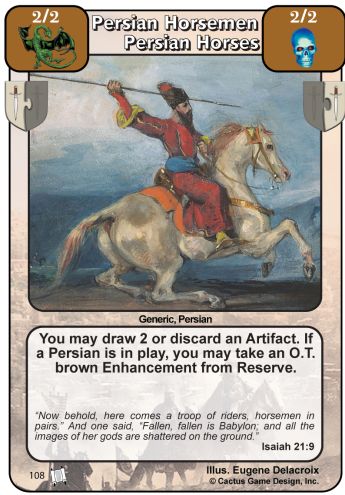 2/2
Persian Horsemen
Persian Horses
2/2
Generic, Persian
You may draw 2 or discard an Artifact. If
a Persian is in play, you may take an O.T.
brown Enhancement from Reserve.
"Now behold, here comes a troop of riders, horsemen in
pairs." And one said, "Fallen, fallen is Babylon; and all the
images of her gods are shattered on the ground."
Isaiah 21:9
108
Illus. Eugene Delacroix
© Cactus Game Design, Inc.